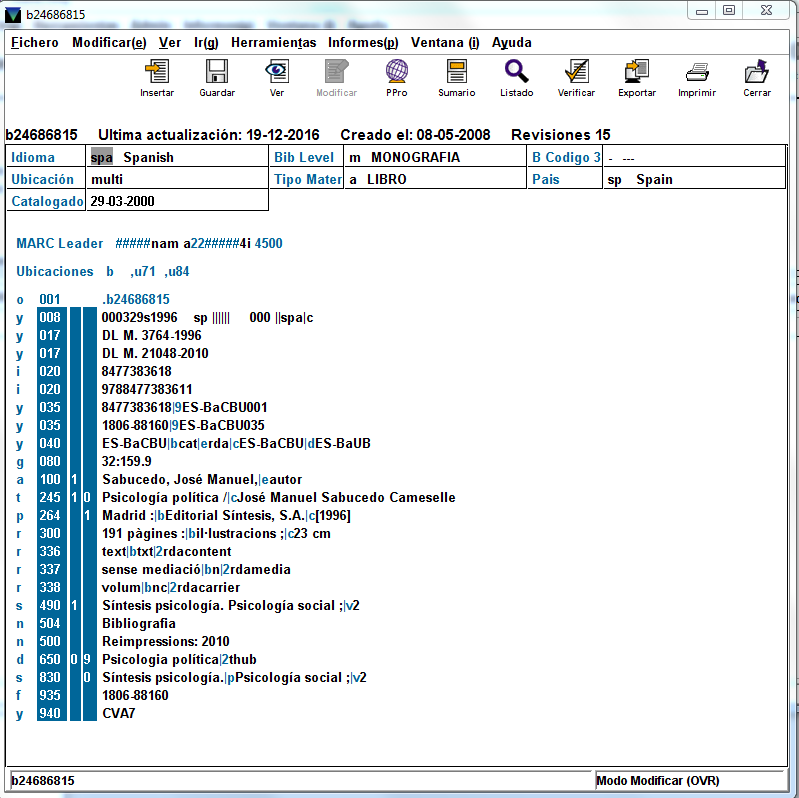 b24686815
Fichero Modificar(e) Ver Ir(g) Herramientas Informes(p) Ventana (i) Ayuda
Insertar Guardar Ver Modificar PPro Sumario Listado Verificar Exportar Imprimir Cerrar
b24686815 Ultima actualización: 19-12-2016 Creado el: 08-05-2008 Revisiones 15
Idioma spa Spanish Bib Level m MONOGRAFIA B Codigo 3 - ---
Ubicación multi Tipo Mater a LIBRO Pais sp Spain
Catalogado 29-03-2000
MARC Leader #####nam a22#####4i 4500
Ubicaciones b ,u71 ,u84
o 001 .b24686815
y 008 000329s1996 sp |||||| 000 ||spa|c
y 017 DL M. 3764-1996
y 017 DL M. 21048-2010
i 020 8477383618
i 020 9788477383611
y 035 8477383618|9ES-BaCBU001
y 035 1806-88160|9ES-BaCBU035
y 040 ES-BaCBU|bcat|erda|cES-BaCBU|dES-BaUB
g 080 32:159.9
a 100 1 Sabucedo, José Manuel,|eautor
t 245 1 0 Psicología política /|cJosé Manuel Sabucedo Cameselle
p 264 1 Madrid :|bEditorial Síntesis, S.A.|c[1996]
r 300 191 pàgines :|bil·lustracions ;|c23 cm
r 336 text|btxt|2rdacontent
r 337 sense mediació|bn|2rdamedia
r 338 volum|bnc|2rdacarrier
s 490 1 Síntesis psicología. Psicología social ;|v2
n 504 Bibliografia
n 500 Reimpressions: 2010
d 650 0 9 Psicologia política|2thub
s 830 0 Síntesis psicología.|pPsicología social ;|v2
f 935 1806-88160
y 940 CVA7
b24686815 Modo Modificar (OVR)